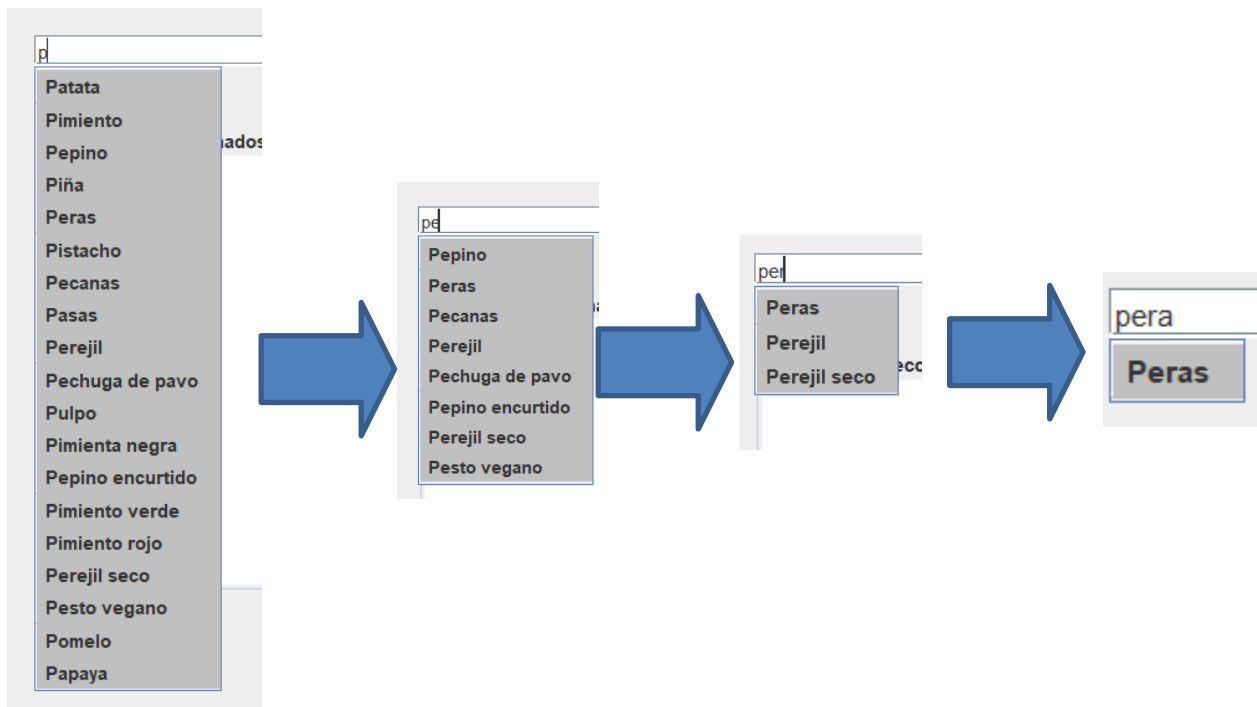 p
Patata
Pimiento
Pepino
Piña
Peras
Pistacho
Pecanas
Pasas
Perejil
Pechuga de pavo
Pulpo
Pimienta negra
Pepino encurtido
Pimiento verde
Pimiento rojo
Perejil seco
Pesto vegano
Pomelo
Papaya
ados
pe
Pepino
Peras
Pecanas
Perejil
Pechuga de pavo
Pepino encurtido
Perejil seco
Pesto vegano
per
Peras
Perejil
Perejil seco
ecc
pera
Peras